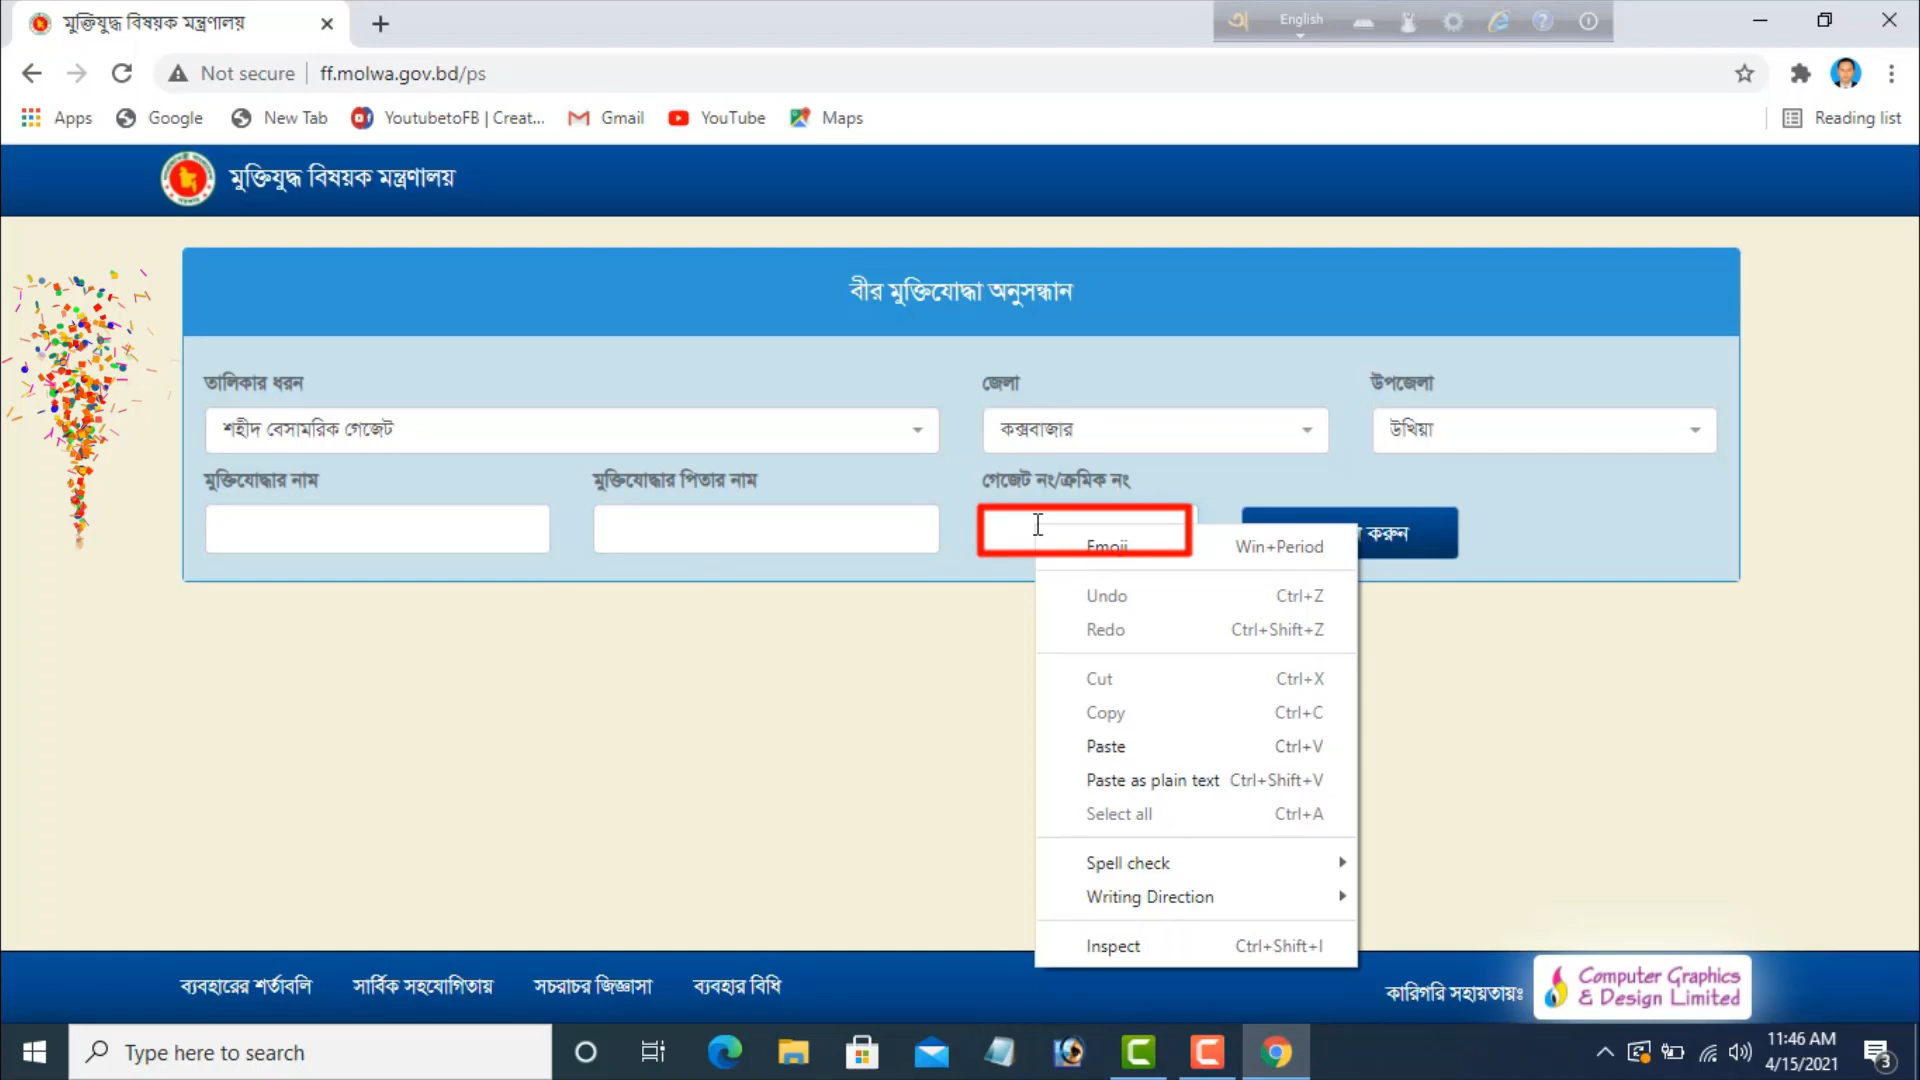 মুক্তিযুদ্ধ বিষয়ক মন্ত্রণালয়
English
Not secure ff.molwa.gov.bd/ps
Apps Google New Tab YoutubetoFB | Creat... Gmail YouTube Maps Reading list
মুক্তিযুদ্ধ বিষয়ক মন্ত্রণালয়
বীর মুক্তিযোদ্ধা অনুসন্ধান
তালিকার ধরন জেলা উপজেলা
শহীদ বেসামরিক গেজেট কক্সবাজার উখিয়া
মুক্তিযোদ্ধার নাম মুক্তিযোদ্ধার পিতার নাম গেজেট নং/ক্রমিক নং
করুন
Emoji Win+Period
Undo Ctrl+Z
Redo Ctrl+Shift+Z
Cut Ctrl+X
Copy Ctrl+C
Paste Ctrl+V
Paste as plain text Ctrl+Shift+V
Select all Ctrl+A
Spell check
Writing Direction
Inspect Ctrl+Shift+I
ব্যবহারের শর্তাবলি সার্বিক সহযোগিতায় সচরাচর জিজ্ঞাসা ব্যবহার বিধি কারিগরি সহায়তায়ঃ
Computer Graphics
& Design Limited
Type here to search
11:46 AM
4/15/2021
3